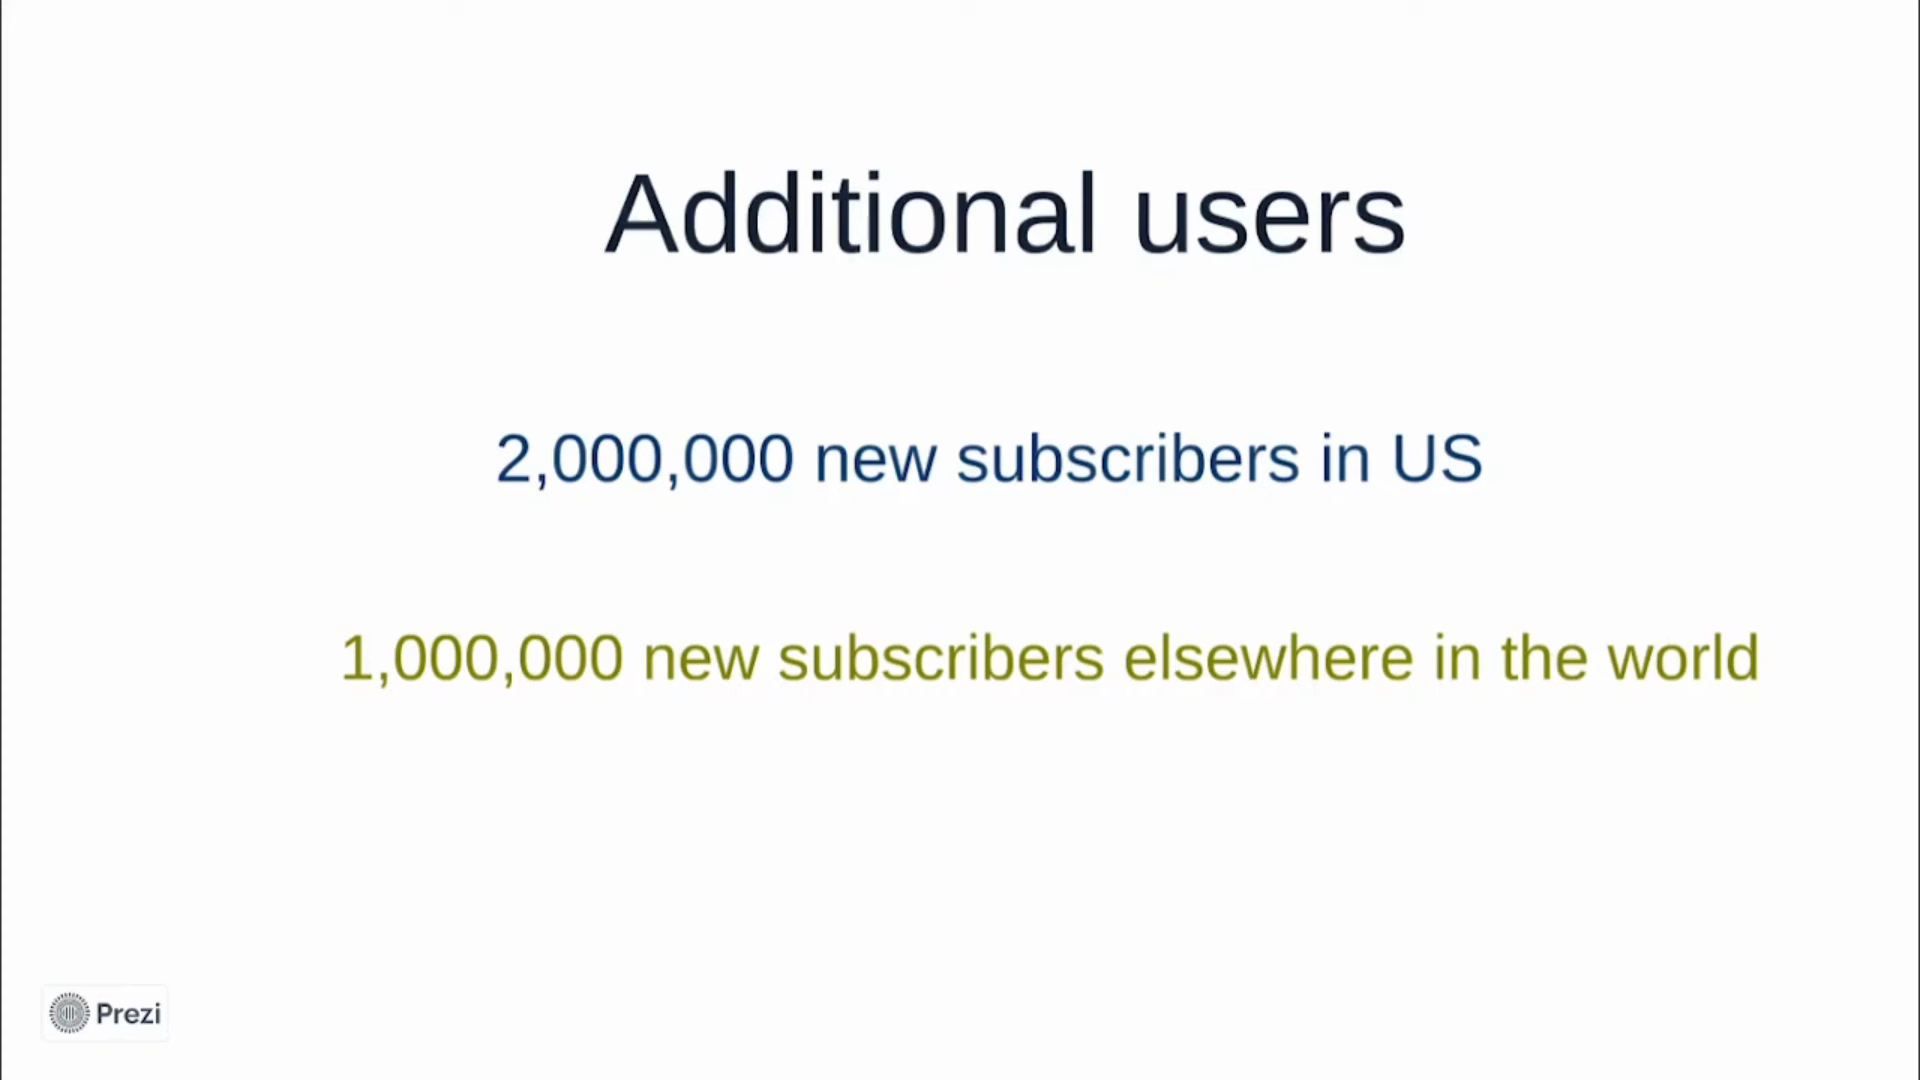 Additional users
2,000,000 new subscribers in US
1,000,000 new subscribers elsewhere in the world
Prezi